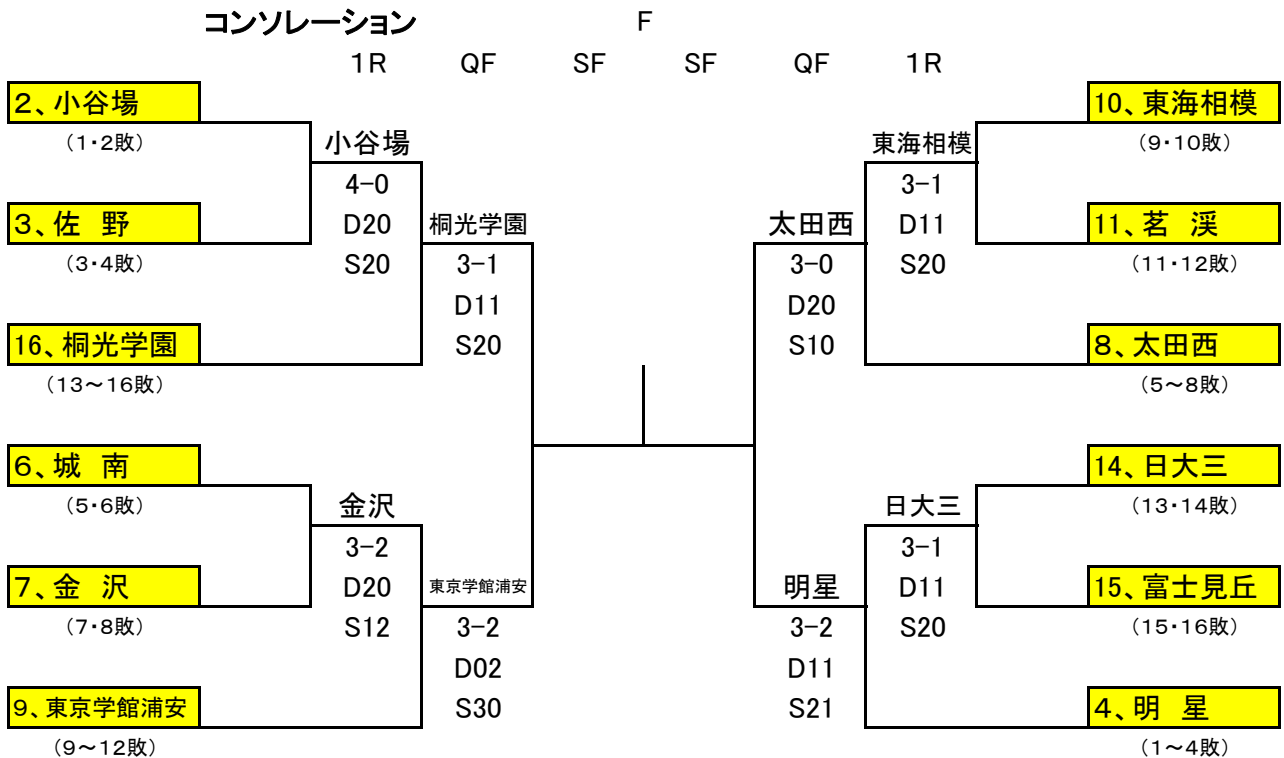 コンソレーション F
1R QF SF SF QF 1R
2、小谷場
(1・2敗)
3、佐 野
(3・4敗)
16、桐光学園
(13～16敗)
6、城 南
(5・6敗)
7、金 沢
(7・8敗)
9、東京学館浦安
(9～12敗)
小谷場
4-0
D20
S20
金沢
3-2
D20
S12
桐光学園
3-1
D11
S20
東京学館浦安
3-2
D02
S30
太田西
3-0
D20
S10
明星
3-2
D11
S21
東海相模
3-1
D11
S20
日大三
3-1
D11
S20
10、東海相模
(9・10敗)
11、茗 渓
(11・12敗)
8、太田西
(5～8敗)
14、日大三
(13・14敗)
15、富士見丘
(15・16敗)
4、明 星
(1～4敗)